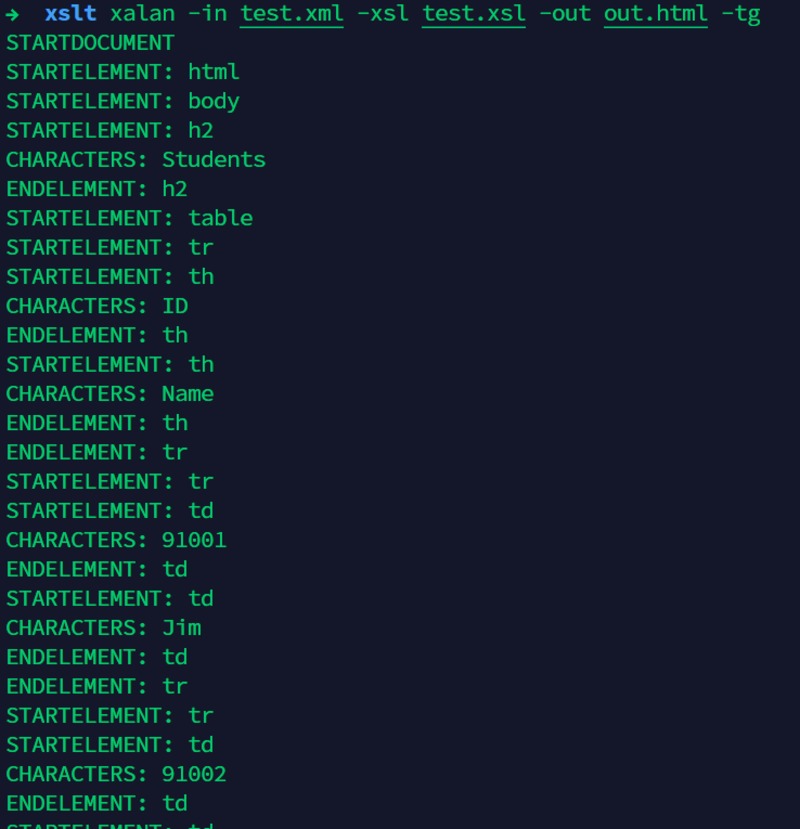 → xslt xalan -in test.xml -xsl test.xsl -out out.html -tg
STARTDOCUMENT
STARTELEMENT: html
STARTELEMENT: body
STARTELEMENT: h2
CHARACTERS: Students
ENDELEMENT: h2
STARTELEMENT: table
STARTELEMENT: tr
STARTELEMENT: th
CHARACTERS: ID
ENDELEMENT: th
STARTELEMENT: th
CHARACTERS: Name
ENDELEMENT: th
ENDELEMENT: tr
STARTELEMENT: tr
STARTELEMENT: td
CHARACTERS: 91001
ENDELEMENT: td
STARTELEMENT: td
CHARACTERS: Jim
ENDELEMENT: td
ENDELEMENT: tr
STARTELEMENT: tr
STARTELEMENT: td
CHARACTERS: 91002
ENDELEMENT: td
STARTELEMENT: td